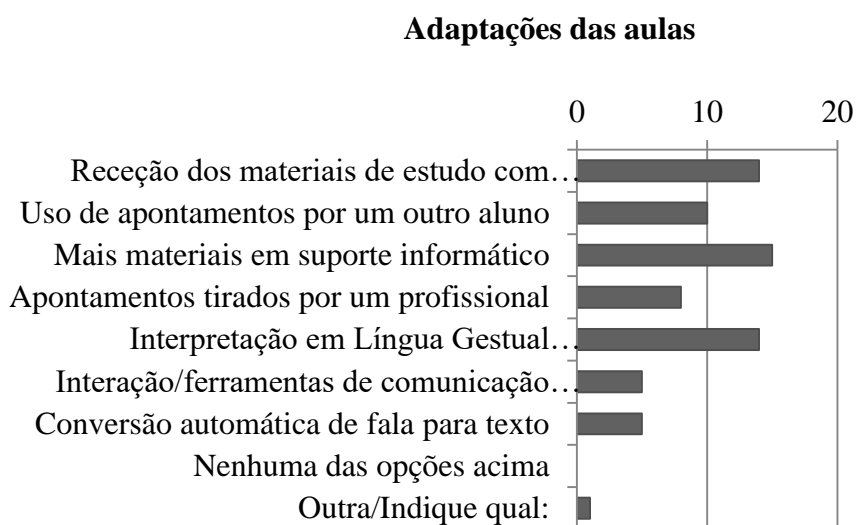 Adaptações das aulas
0 10 20
Receção dos materiais de estudo com…
Uso de apontamentos por um outro aluno
Mais materiais em suporte informático
Apontamentos tirados por um profissional
Interpretação em Língua Gestual…
Interação/ferramentas de comunicação…
Conversão automática de fala para texto
Nenhuma das opções acima
Outra/Indique qual: